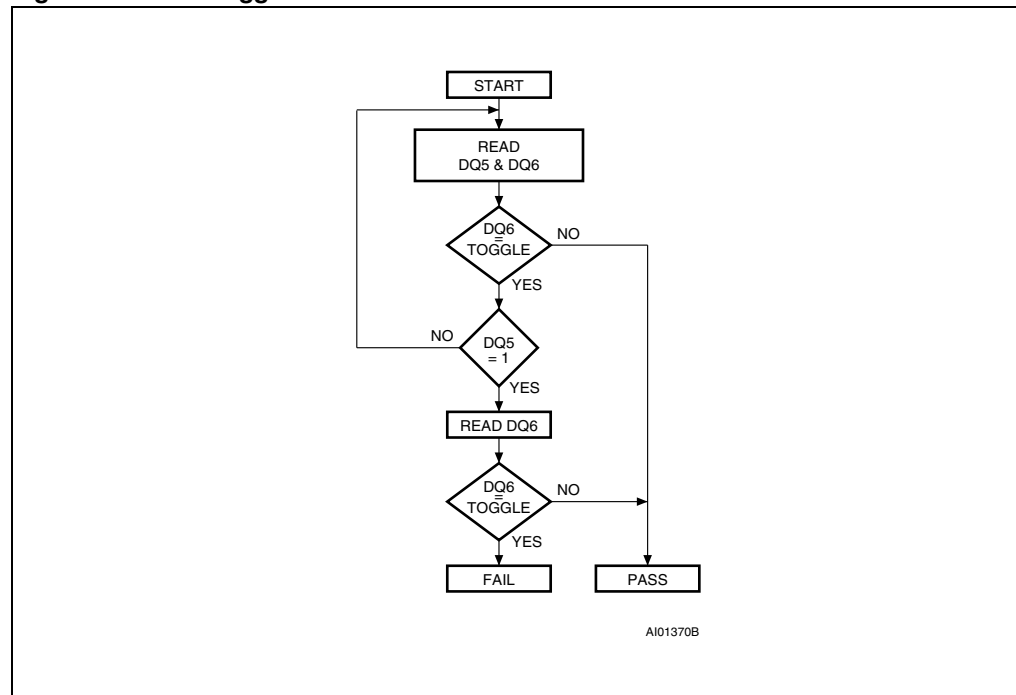 START
READ
DQ5 & DQ6
DQ6
=
TOGGLE
NO
YES
NO
DQ5
= 1
YES
READ DQ6
DQ6
=
TOGGLE
NO
YES
FAIL
PASS
AI01370B